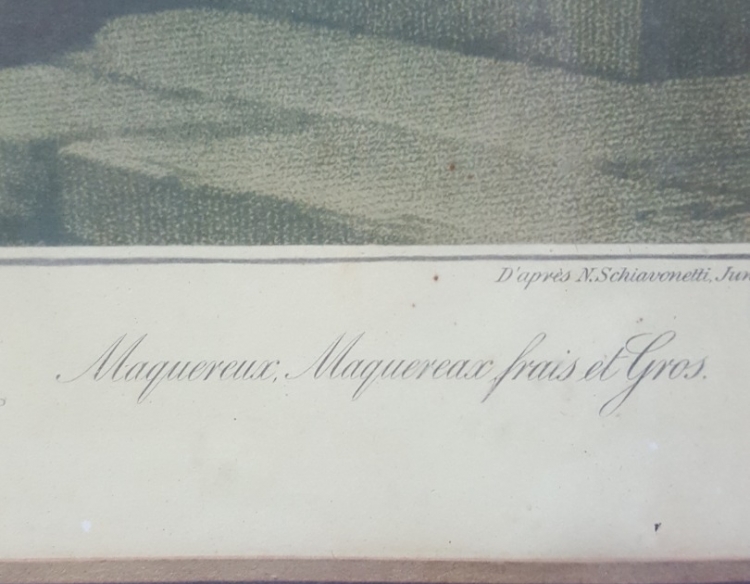 D'après N. Schiavonetti, Jun
Maquereux, Maquereax, frais et Gros.